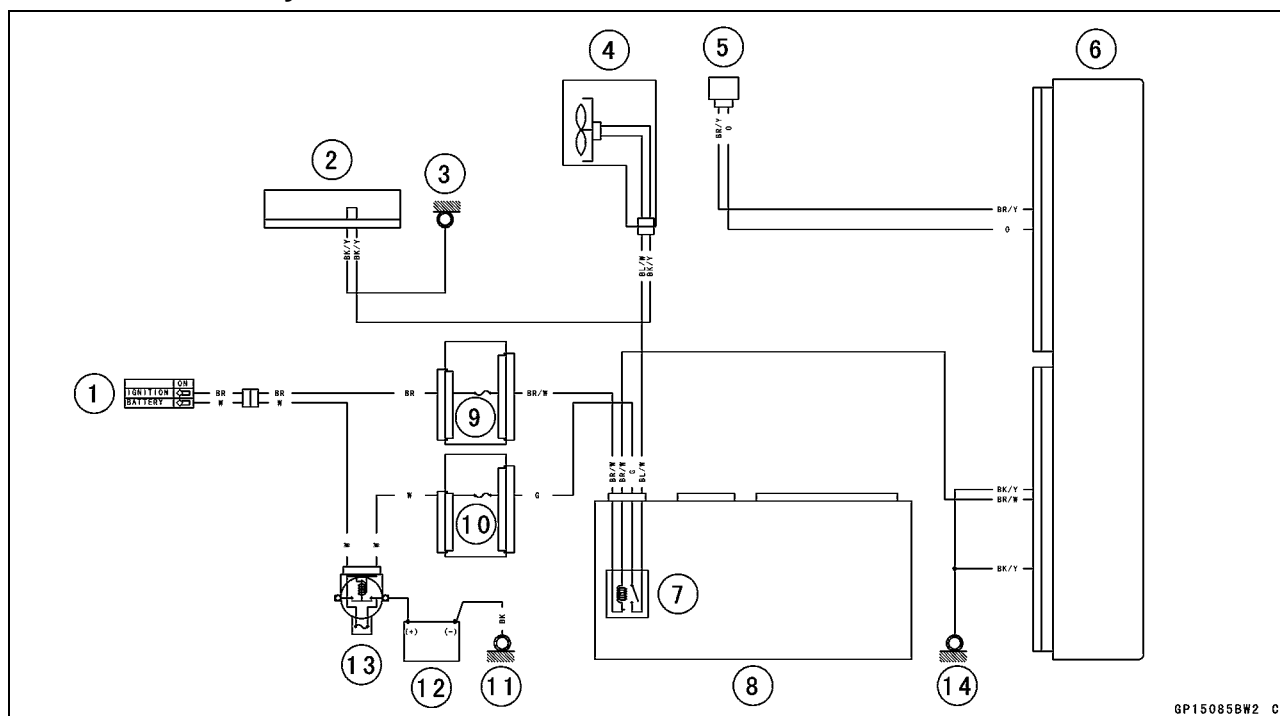 4
5
6
2
3
BR/Y
O
BR/Y
O
BK/Y
BK/Y
BL/W
BK/Y
ON
IGNITION
BATTERY
1
BR
BR
BR
BR/W
W
W
9
W
G
10
BR/W
BR/W
G
BL/W
BK/Y
BR/W
BK/Y
W
W
7
(+)
(-)
BK
13
12
11
8
14
GP15085BW2 C